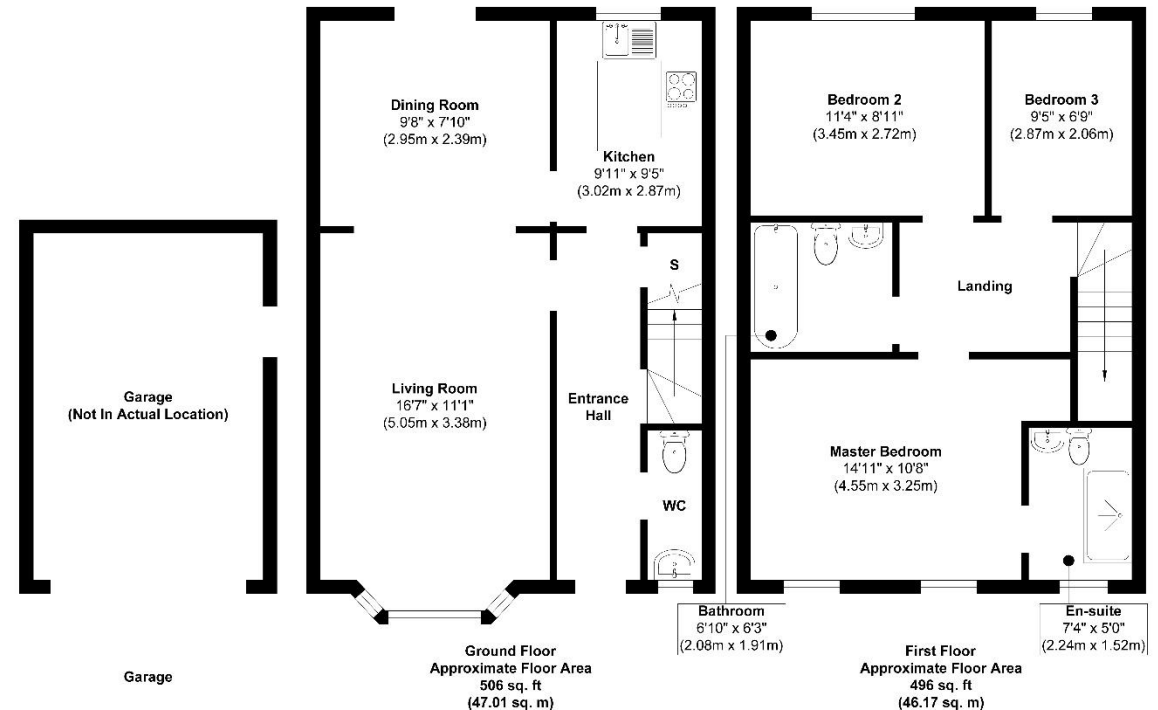 Dining Room
9'8" x 7'10"
(2.95m x 2.39m)
Kitchen
9'11" x 9'5"
(3.02m x 2.87m)
S
Garage
(Not In Actual Location)
Living Room
16'7" x 11'1"
(5.05m x 3.38m)
Entrance
Hall
WC
Garage
Ground Floor
Approximate Floor Area
506 sq. ft
(47.01 sq. m)
Bedroom 2
11'4" x 8'11"
(3.45m x 2.72m)
Bedroom 3
9'5" x 6'9"
(2.87m x 2.06m)
Landing
Master Bedroom
14'11" x 10'8"
(4.55m x 3.25m)
Bathroom
6'10" x 6'3"
(2.08m x 1.91m)
En-suite
7'4" x 5'0"
(2.24m x 1.52m)
First Floor
Approximate Floor Area
496 sq. ft
(46.17 sq. m)